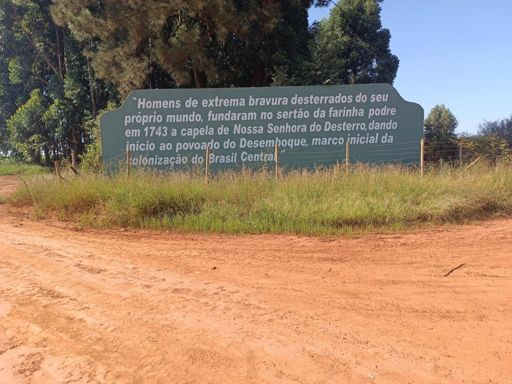 "Homens de extrema bravura desterrados do seu
próprio mundo, fundaram no sertão da farinha podre
em 1743 a capela de Nossa Senhora do Desterro, dando
início ao povoado do Desemboque, marco inicial da
colonização do Brasil Central"